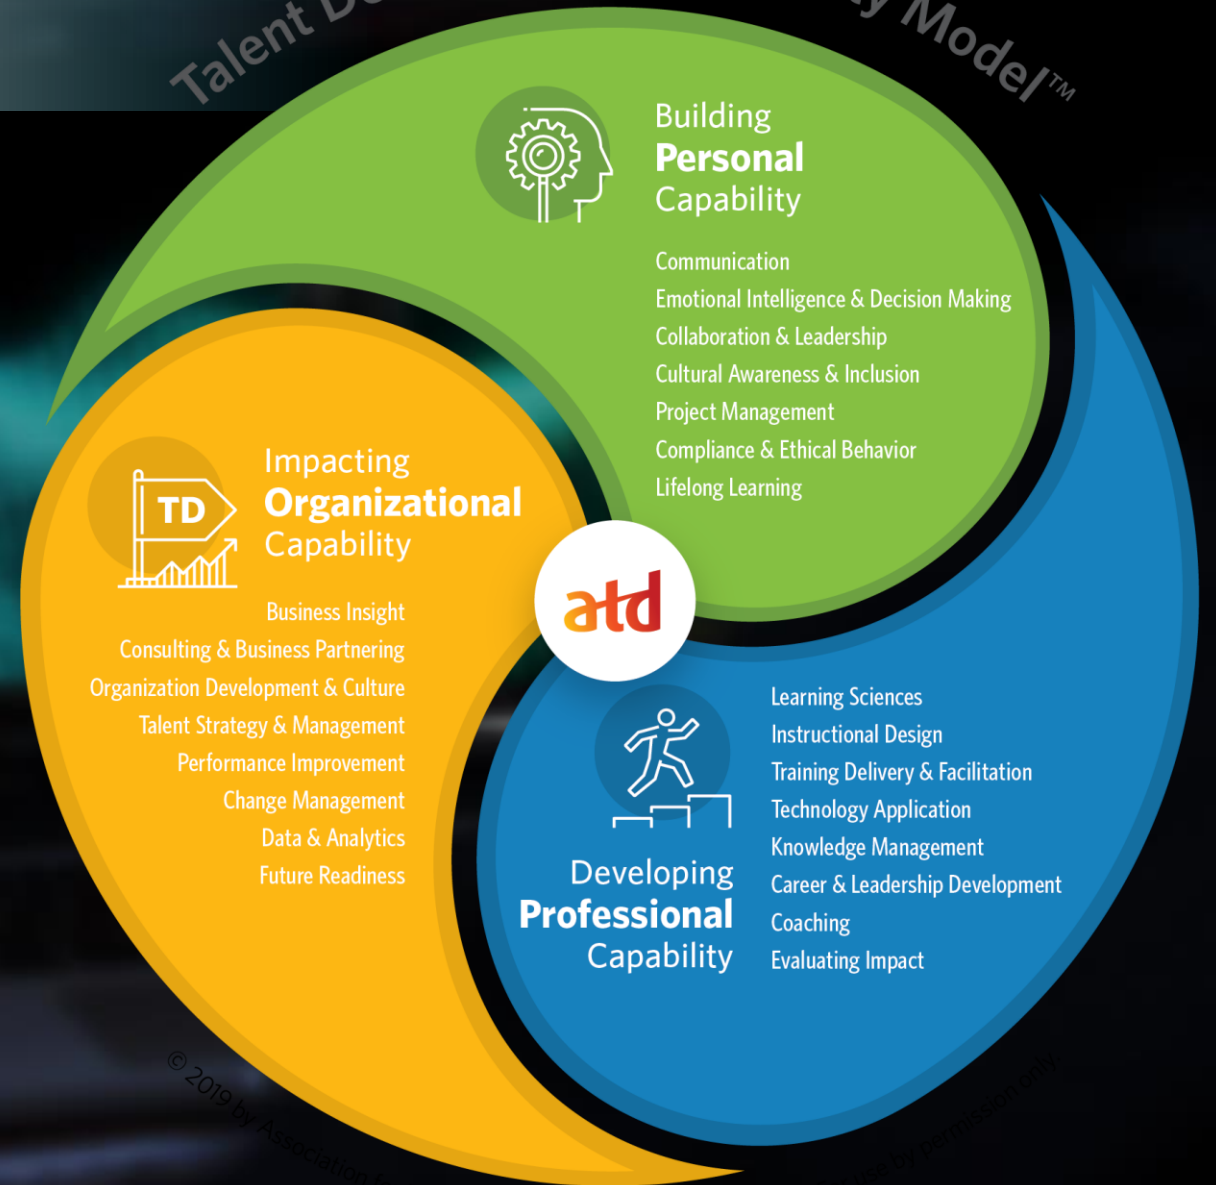 Talent
Model™
Building
Personal
Capability
Communication
Emotional Intelligence & Decision Making
Collaboration & Leadership
Cultural Awareness & Inclusion
Project Management
Compliance & Ethical Behavior
Lifelong Learning
TD
Impacting
Organizational
Capability
Business Insight
Consulting & Business Partnering
Organization Development & Culture
Talent Strategy & Management
Performance Improvement
Change Management
Data & Analytics
Future Readiness
atd
Developing
Professional
Capability
Learning Sciences
Instructional Design
Training Delivery & Facilitation
Technology Application
Knowledge Management
Career & Leadership Development
Coaching
Evaluating Impact
© 2019 by Association
use by permission only.